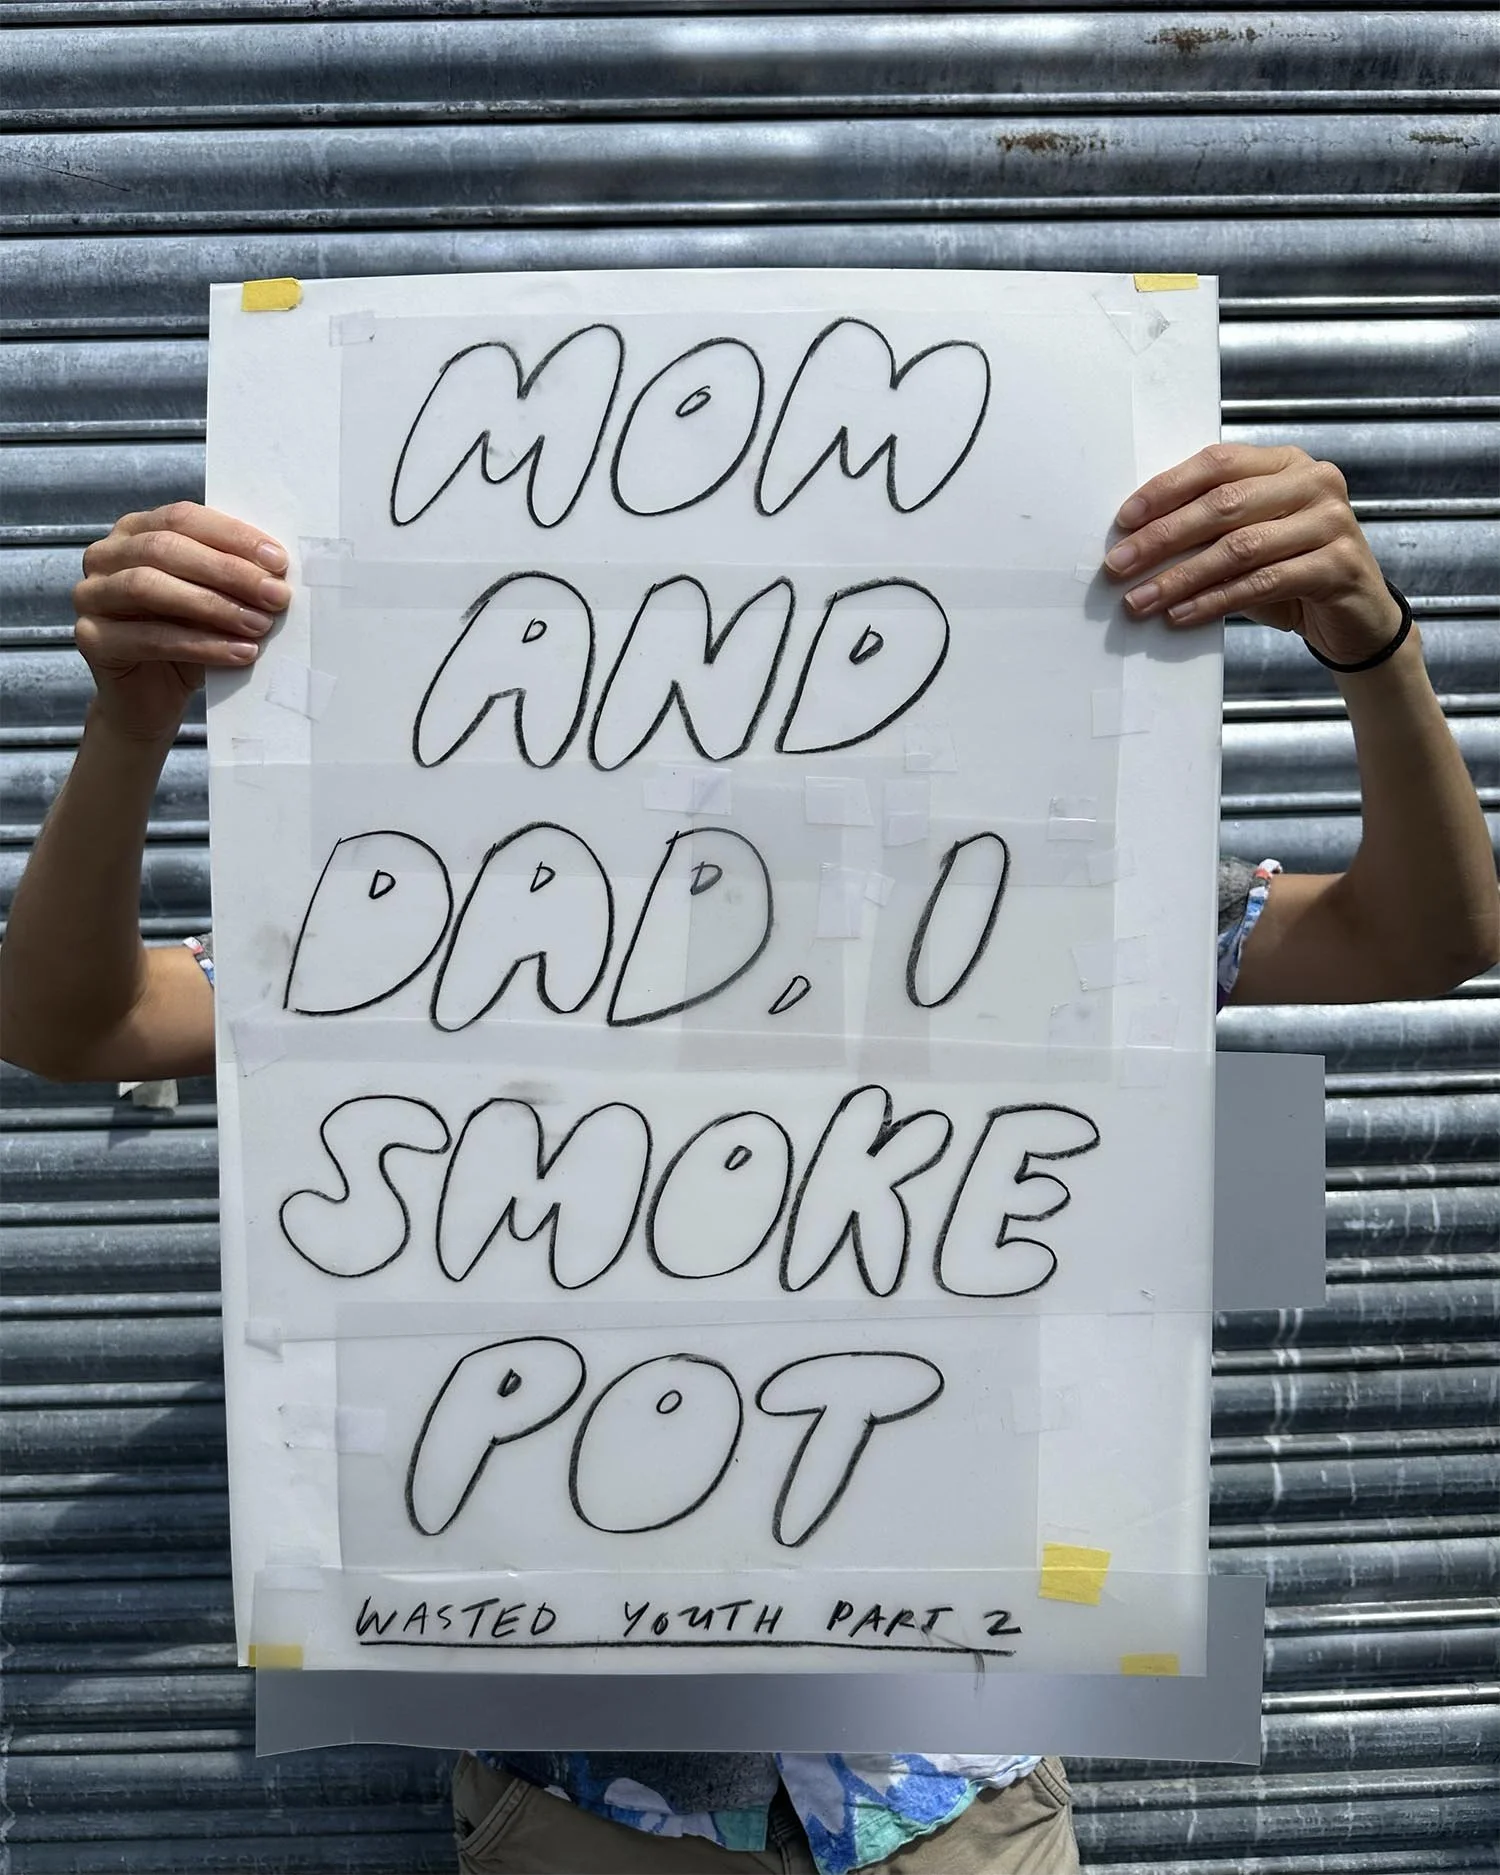 MOM
AND
DAD, I
SMOKE
POT
WASTED YOUTH PART 2